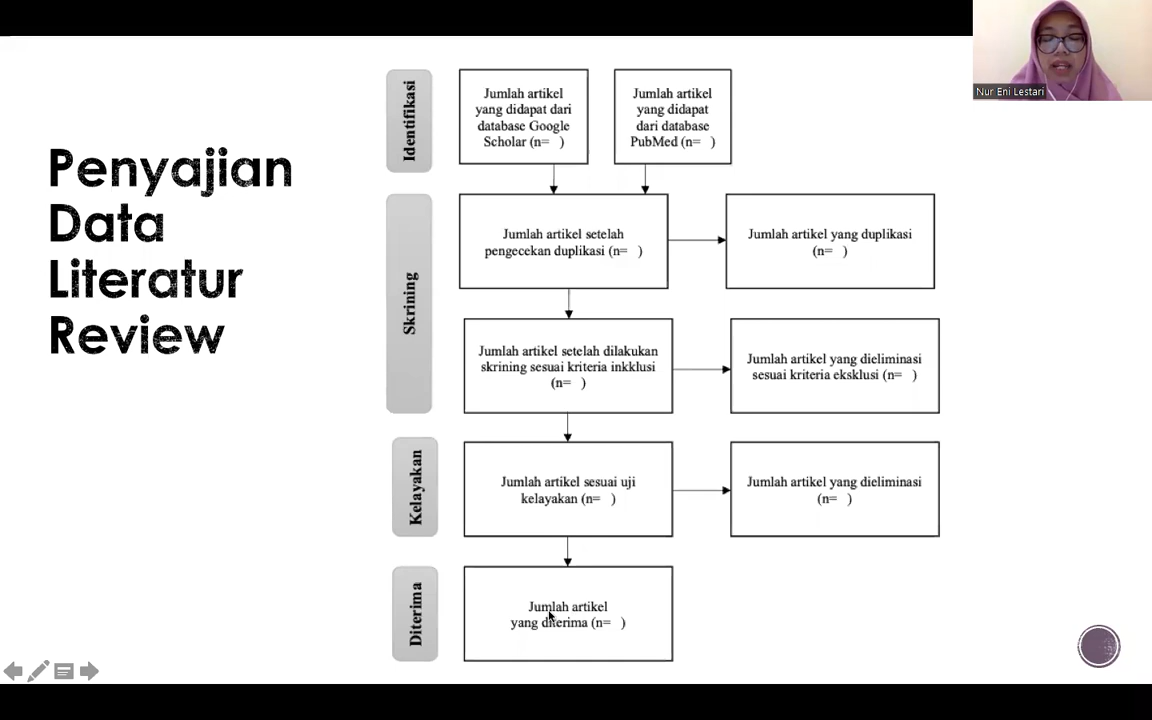 Nur Eni Lestari
Penyajian
Data
Literatur
Review
Identifikasi
Jumlah artikel
yang didapat dari
database Google
Scholar (n= )
Jumlah artikel
yang didapat
dari database
PubMed (n= )
Skrining
Jumlah artikel setelah
pengecekan duplikasi (n= )
Jumlah artikel yang duplikasi
(n= )
Jumlah artikel setelah dilakukan
skrining sesuai kriteria inkklusi
(n= )
Jumlah artikel yang dieliminasi
sesuai kriteria eksklusi (n= )
Kelayakan
Jumlah artikel sesuai uji
kelayakan (n= )
Jumlah artikel yang dieliminasi
(n= )
Diterima
Jumlah artikel
yang diterima (n= )